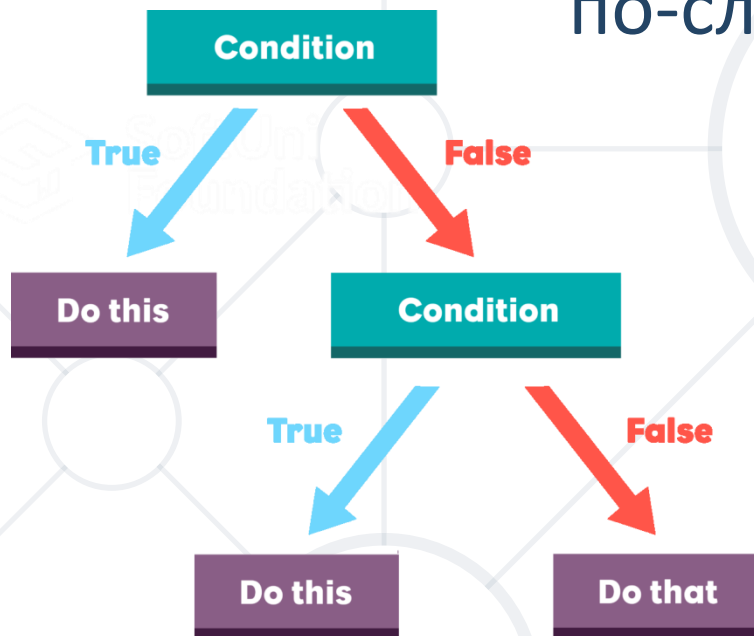 по-сл
Condition
True
False
Do this
Condition
True
False
Do this
Do that